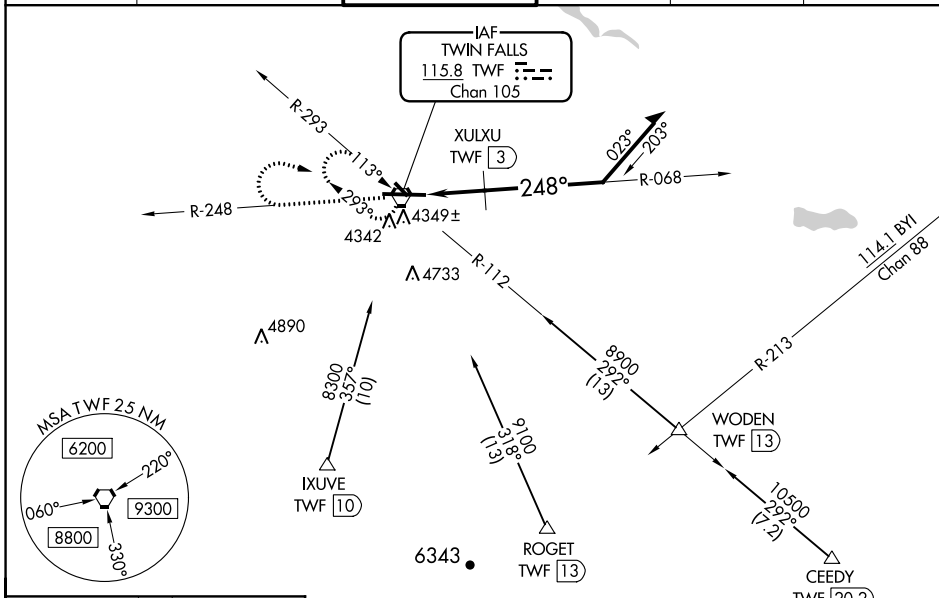 IAF
TWIN FALLS
115.8 TWF
Chan 105
R-293
XULXU
TWF 3
023°
203°
113°
248°
R-068
R-248
293°
4349±
4342
114.1 BYI
Chan 88
R-112
4733
4890
R-213
8300
357°
(10)
8900
292°
(13)
MSA TWF 25 NM
6200
220°
060°
9300
8800
330°
9100
318°
(13)
WODEN
TWF 13
IXUVE
TWF 10
10500
292°
(7.2)
6343
ROGET
TWF 13
CEEDY
TWF 20.2